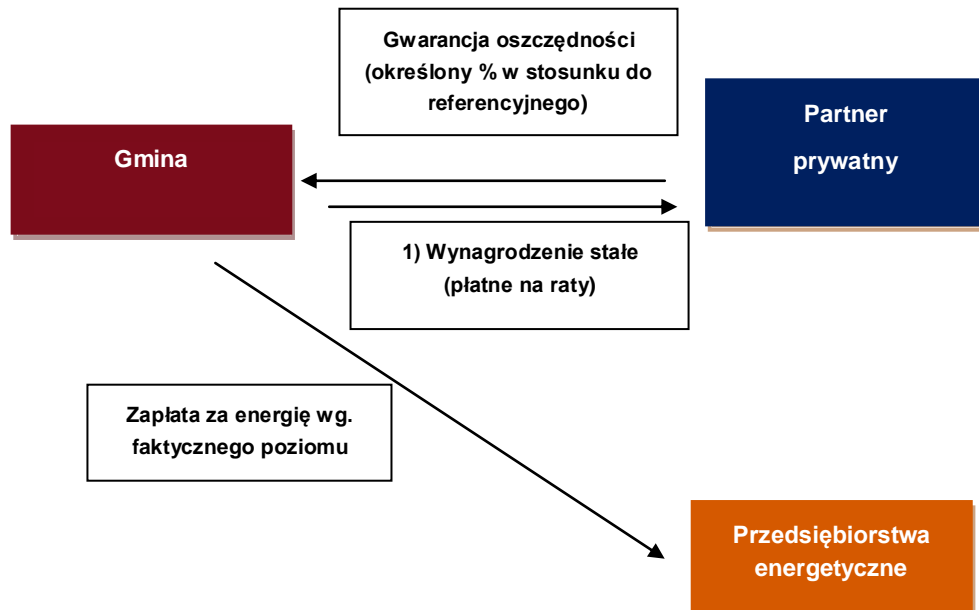 Gwarancja oszczędności
(określony % w stosunku do
referencyjnego)
Partner
prywatny
Gmina
1) Wynagrodzenie stałe
(płatne na raty)
Zapłata za energię wg.
faktycznego poziomu
Przedsiębiorstwa
energetyczne